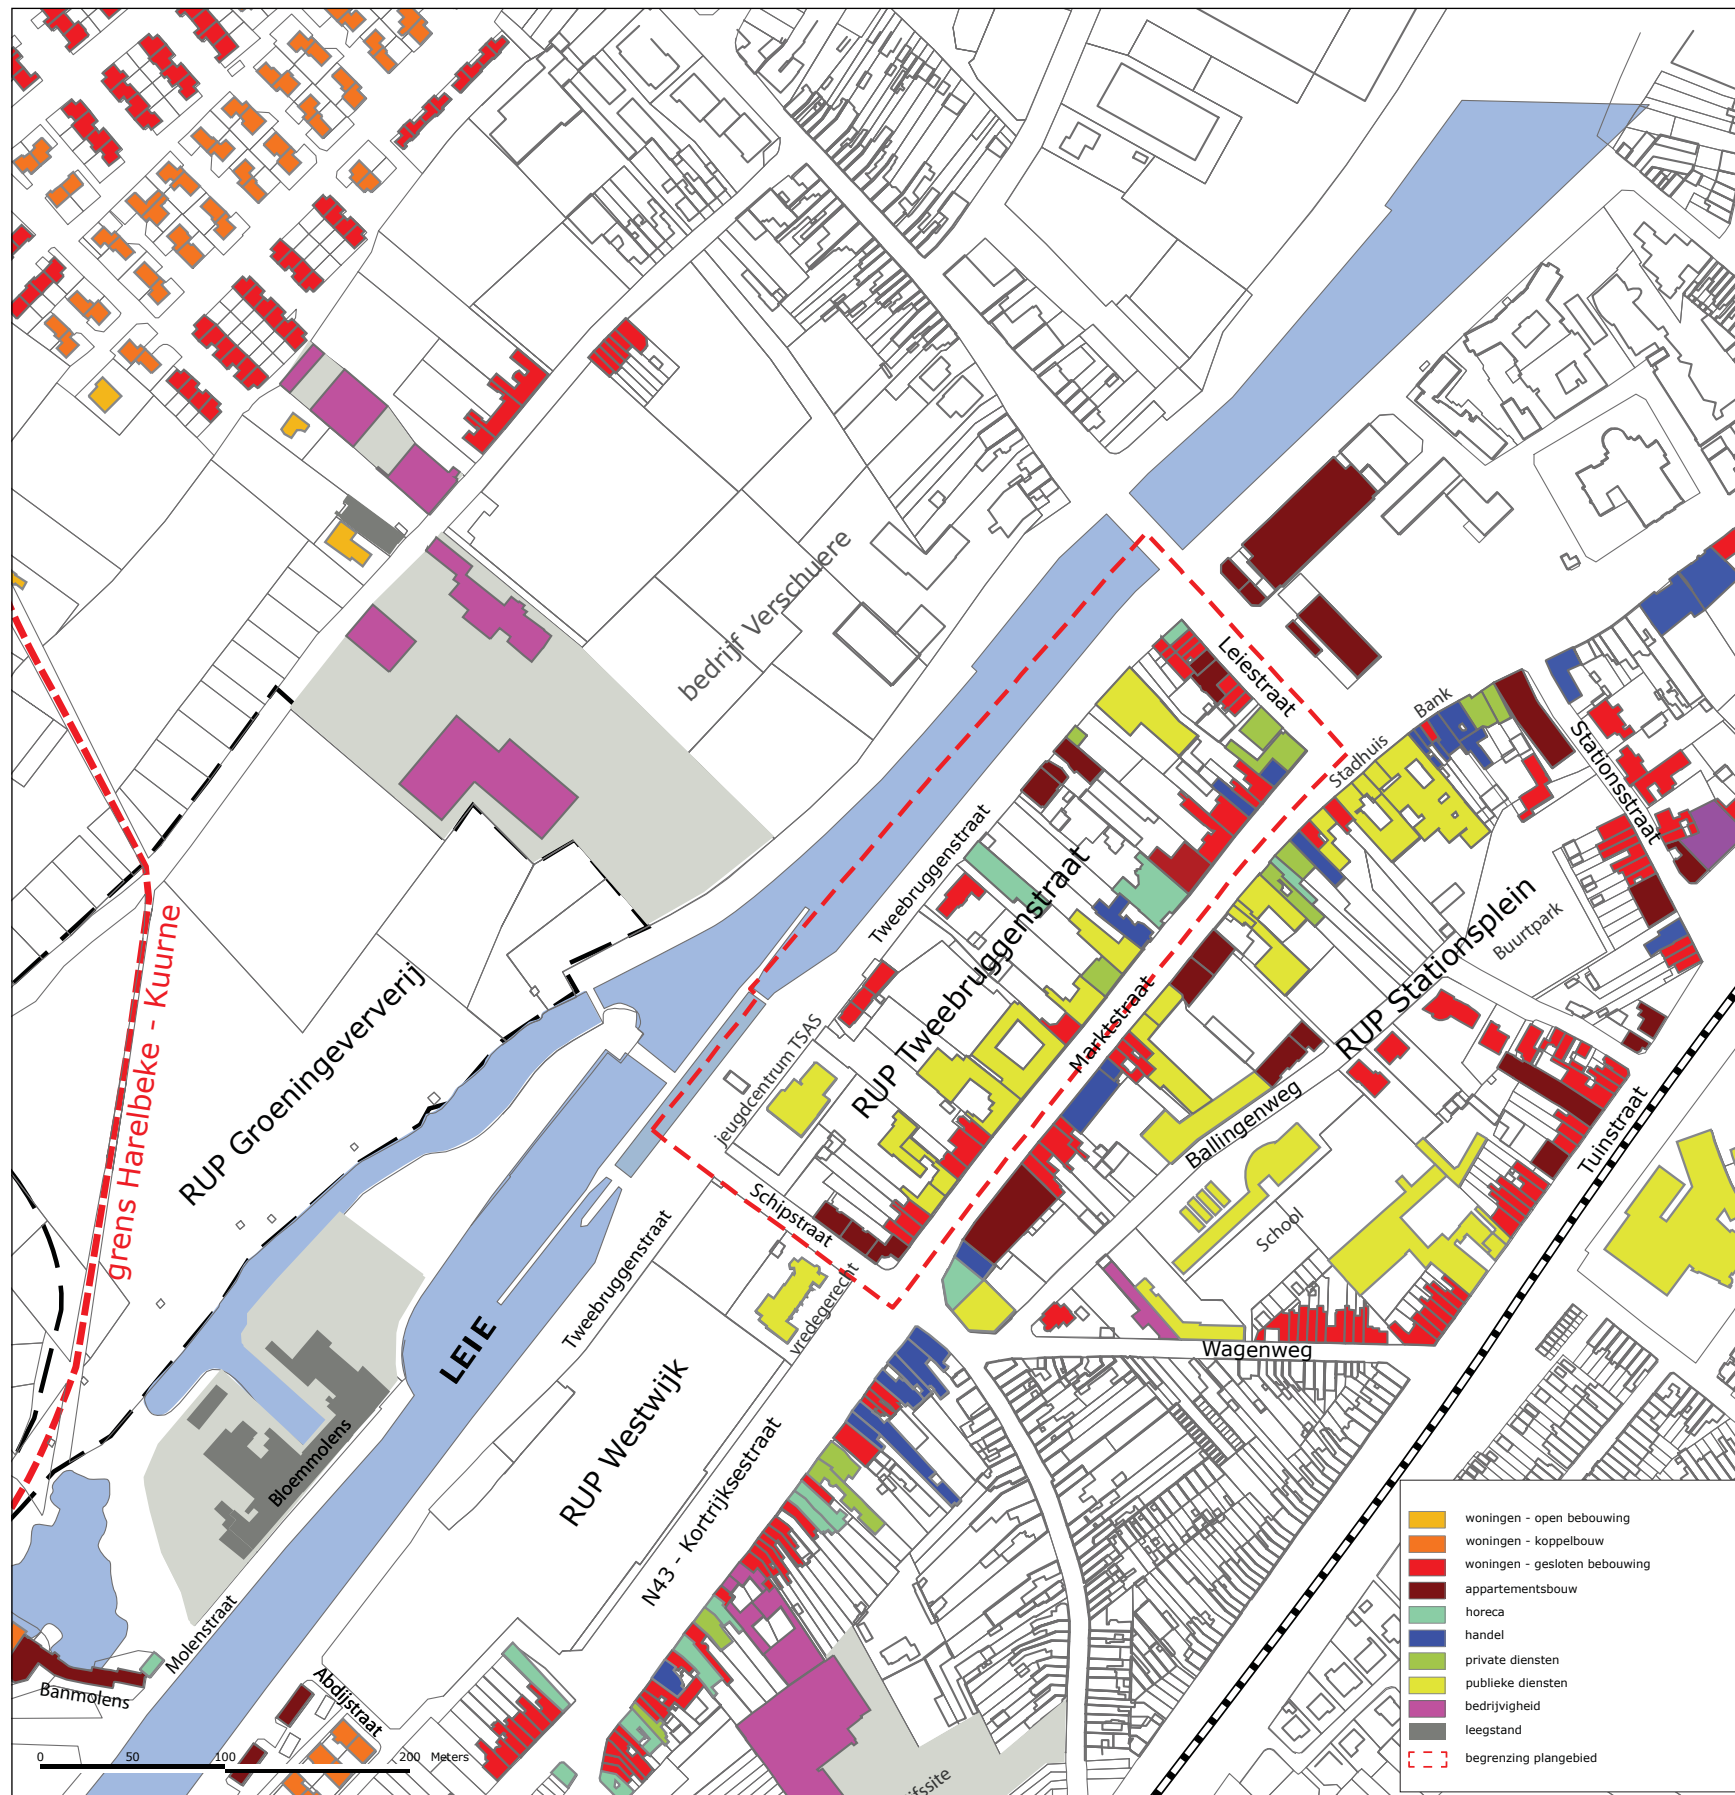 bedrijf Verschuere
Leiestraat
Bank
Stadhuis
Stationsstraat
Tweebruggenstraat
RUP Tweebruggenstraat
RUP Stationsplein
Buurtpark
grens Harelbeke - Kuurne
RUP Groeningeververij
jeugdcentrum TSAS
Marktstraat
Ballingenweg
Tuinstraat
School
Schipstraat
vredegerecht
Tweebruggenstraat
LEIE
Wagenweg
RUP Westwijk
Bloemmolens
N43 - Kortrijksestraat
Molenstraat
Banmolens
Abdijstraat
ifssite
0 50 100 200 Meters
woningen - open bebouwing
woningen - koppelbouw
woningen - gesloten bebouwing
appartementsbouw
horeca
handel
private diensten
publieke diensten
bedrijvigheid
leegstand
begrenzing plangebied